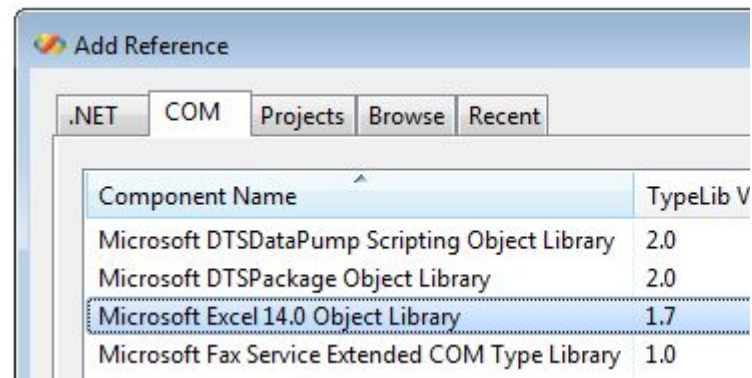 Add Reference
.NET COM Projects Browse Recent
Component Name TypeLib V
Microsoft DTSDataPump Scripting Object Library 2.0
Microsoft DTSPackage Object Library 2.0
Microsoft Excel 14.0 Object Library 1.7
Microsoft Fax Service Extended COM Type Library 1.0